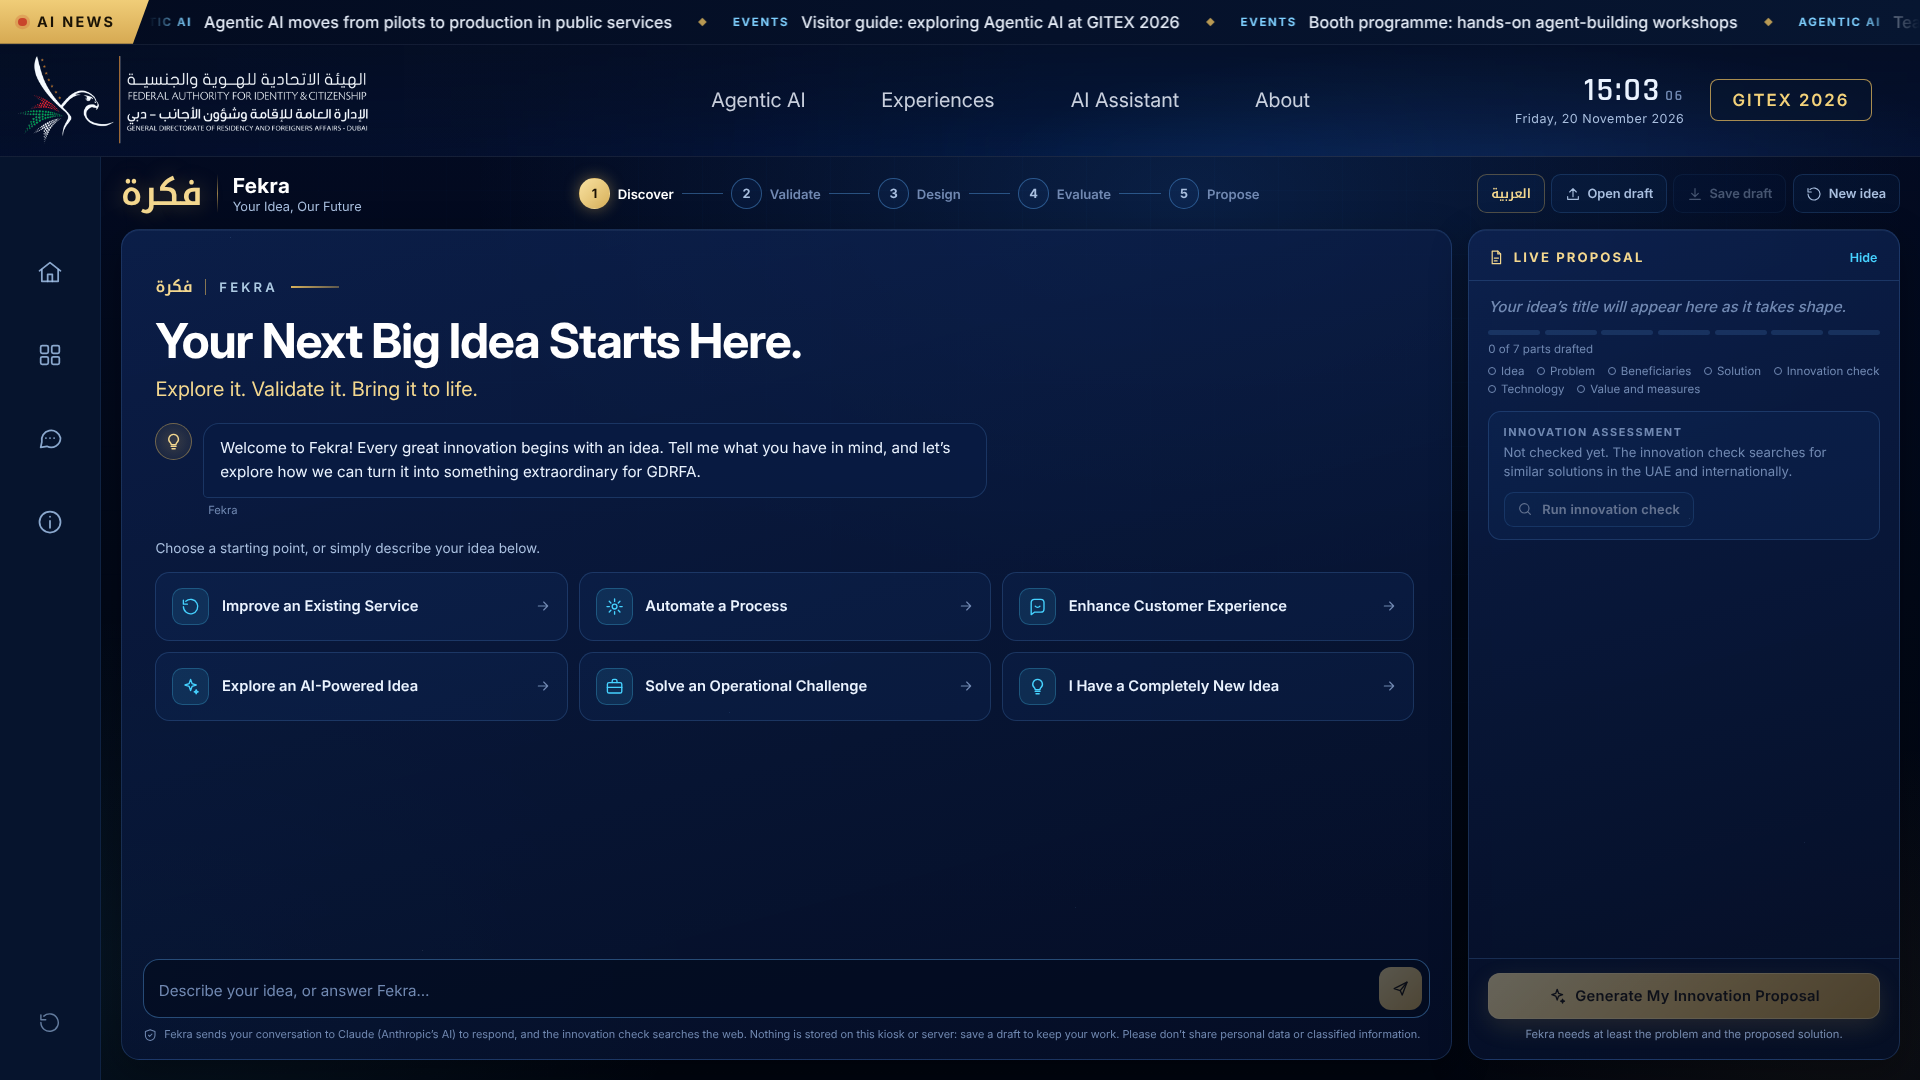 AI NEWS
IC AI Agentic AI moves from pilots to production in public services ◆ EVENTS Visitor guide: exploring Agentic AI at GITEX 2026 ◆ EVENTS Booth programme: hands-on agent-building workshops ◆ AGENTIC AI
الهيئة الاتحادية للهوية والجنسية
FEDERAL AUTHORITY FOR IDENTITY & CITIZENSHIP
الإدارة العامة للإقامة وشؤون الأجانب - دبي
GENERAL DIRECTORATE OF RESIDENCY AND FOREIGNERS AFFAIRS - DUBAI
Agentic AI
Experiences
AI Assistant
About
15:03 06
Friday, 20 November 2026
GITEX 2026
فكرة
Fekra
Your Idea, Our Future
1 Discover
2 Validate
3 Design
4 Evaluate
5 Propose
العربية
Open draft
Save draft
New idea
فكرة FEKRA
Your Next Big Idea Starts Here.
Explore it. Validate it. Bring it to life.
Welcome to Fekra! Every great innovation begins with an idea. Tell me what you have in mind, and let's
explore how we can turn it into something extraordinary for GDRFA.
Fekra
Choose a starting point, or simply describe your idea below.
Improve an Existing Service
Automate a Process
Enhance Customer Experience
Explore an AI-Powered Idea
Solve an Operational Challenge
I Have a Completely New Idea
Describe your idea, or answer Fekra...
Fekra sends your conversation to Claude (Anthropic's AI) to respond, and the innovation check searches the web. Nothing is stored on this kiosk or server: save a draft to keep your work. Please don't share personal data or classified information.
LIVE PROPOSAL
Hide
Your idea's title will appear here as it takes shape.
0 of 7 parts drafted
Idea Problem Beneficiaries Solution Innovation check
Technology Value and measures
INNOVATION ASSESSMENT
Not checked yet. The innovation check searches for
similar solutions in the UAE and internationally.
Run innovation check
Generate My Innovation Proposal
Fekra needs at least the problem and the proposed solution.